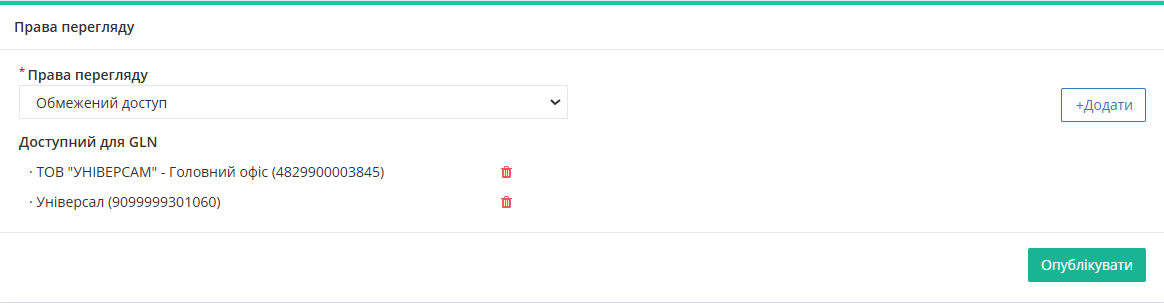 Права перегляду
* Права перегляду
Обмежений доступ
+Додати
Доступний для GLN
· ТОВ "УНІВЕРСАМ" - Головний офіс (4829900003845)
· Універсал (9099999301060)
Опублікувати